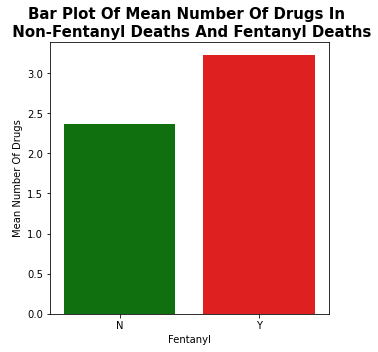 Bar Plot Of Mean Number Of Drugs In
Non-Fentanyl Deaths And Fentanyl Deaths
3.0
2.5
2.0
1.5
1.0
0.5
0.0
Mean Number Of Drugs
N Y
Fentanyl